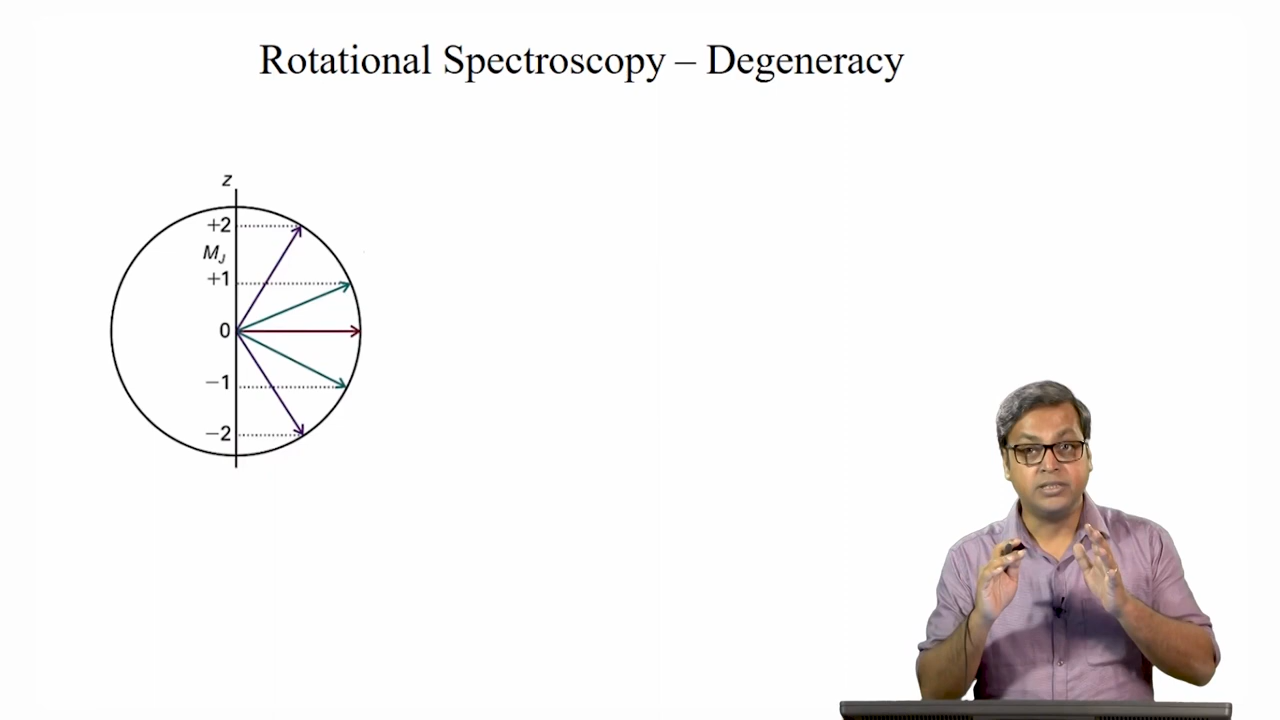 Rotational Spectroscopy – Degeneracy
z
+2
M_J
+1
0
−1
−2